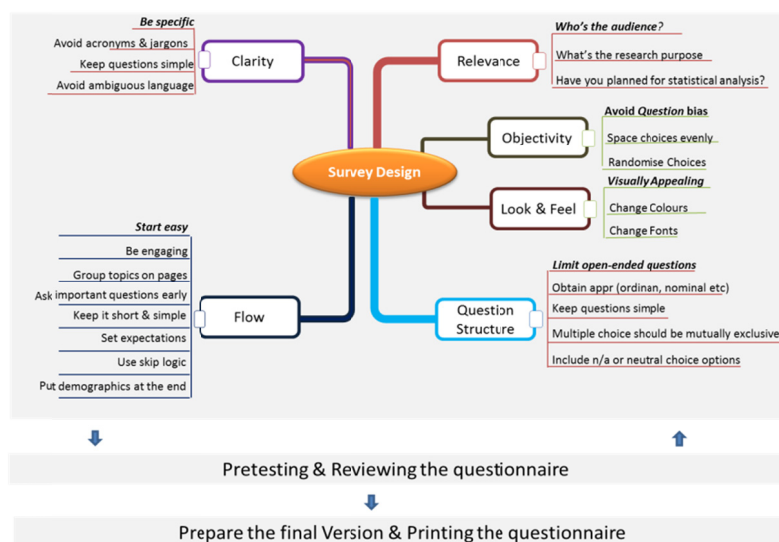 Be specific
Avoid acronyms & jargons
Keep questions simple
Avoid ambiguous language
Clarity
Who's the audience?
What's the research purpose
Have you planned for statistical analysis?
Relevance
Avoid Question bias
Space choices evenly
Randomise Choices
Objectivity
Survey Design
Visually Appealing
Change Colours
Change Fonts
Look & Feel
Start easy
Be engaging
Group topics on pages
Ask important questions early
Keep it short & simple
Set expectations
Use skip logic
Put demographics at the end
Flow
Limit open-ended questions
Obtain appr (ordinan, nominal etc)
Keep questions simple
Multiple choice should be mutually exclusive
Include n/a or neutral choice options
Question
Structure
Pretesting & Reviewing the questionnaire
Prepare the final Version & Printing the questionnaire